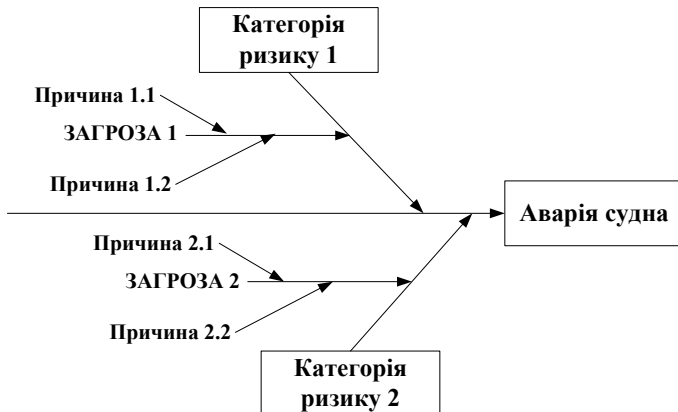 Категорія
ризику 1
Причина 1.1
ЗАГРОЗА 1
Причина 1.2
Аварія судна
Причина 2.1
ЗАГРОЗА 2
Причина 2.2
Категорія
ризику 2